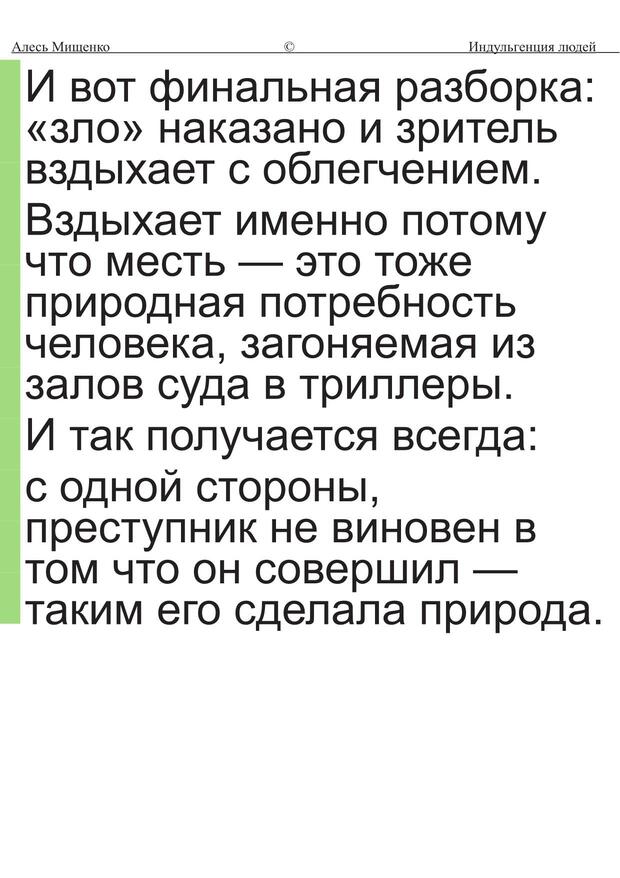 Алесь Мищенко © Индульгенция людей
И вот финальная разборка:
«зло» наказано и зритель
вздыхает с облегчением.
Вздыхает именно потому
что месть — это тоже
природная потребность
человека, загоняемая из
залов суда в триллеры.
И так получается всегда:
с одной стороны,
преступник не виновен в
том что он совершил —
таким его сделала природа.